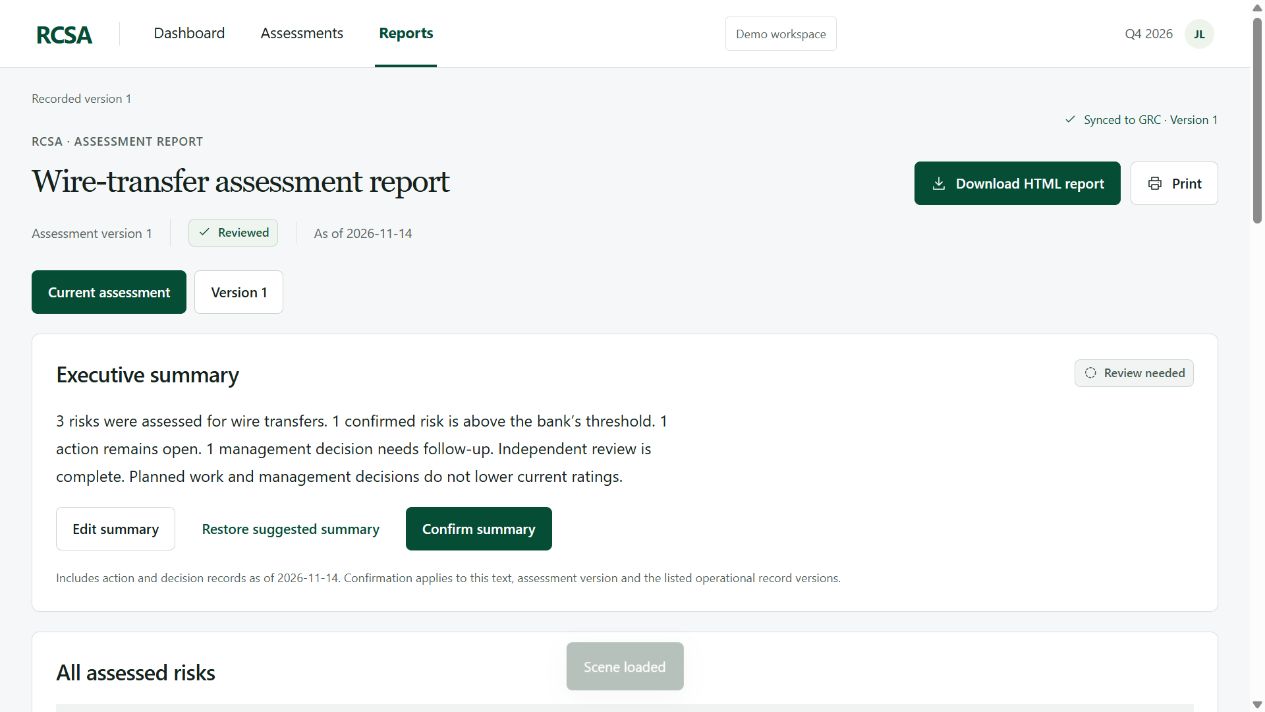 RCSA
Dashboard
Assessments
Reports
Demo workspace
Q4 2026
JL
Recorded version 1
Synced to GRC · Version 1
RCSA · ASSESSMENT REPORT
Wire-transfer assessment report
Download HTML report
Print
Assessment version 1
Reviewed
As of 2026-11-14
Current assessment
Version 1
Executive summary
Review needed
3 risks were assessed for wire transfers. 1 confirmed risk is above the bank’s threshold. 1
action remains open. 1 management decision needs follow-up. Independent review is
complete. Planned work and management decisions do not lower current ratings.
Edit summary
Restore suggested summary
Confirm summary
Includes action and decision records as of 2026-11-14. Confirmation applies to this text, assessment version and the listed operational record versions.
All assessed risks
Scene loaded